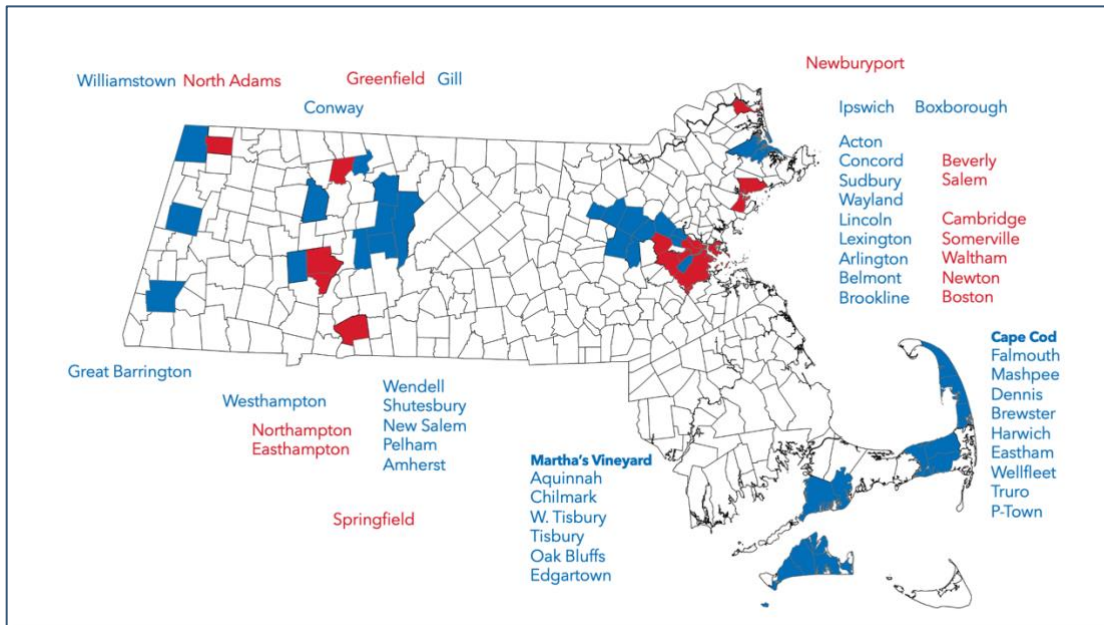 Newburyport
Williamstown North Adams
Greenfield Gill
Conway
Ipswich Boxborough
Acton
Concord
Sudbury
Wayland
Lincoln
Lexington
Arlington
Belmont
Brookline
Beverly
Salem
Cambridge
Somerville
Waltham
Newton
Boston
Great Barrington
Westhampton
Northampton
Easthampton
Wendell
Shutesbury
New Salem
Pelham
Amherst
Springfield
Martha's Vineyard
Aquinnah
Chilmark
W. Tisbury
Tisbury
Oak Bluffs
Edgartown
Cape Cod
Falmouth
Mashpee
Dennis
Brewster
Harwich
Eastham
Wellfleet
Truro
P-Town